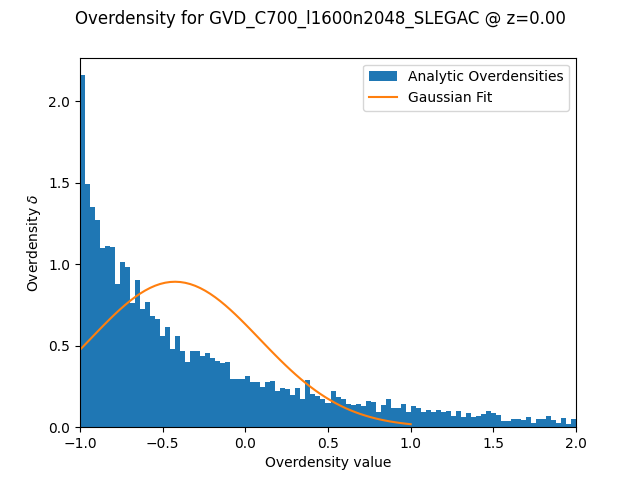 Overdensity for GVD_C700_l1600n2048_SLEGAC @ z=0.00
Analytic Overdensities
Gaussian Fit
Overdensity δ
2.0
1.5
1.0
0.5
0.0
−1.0 −0.5 0.0 0.5 1.0 1.5 2.0
Overdensity value